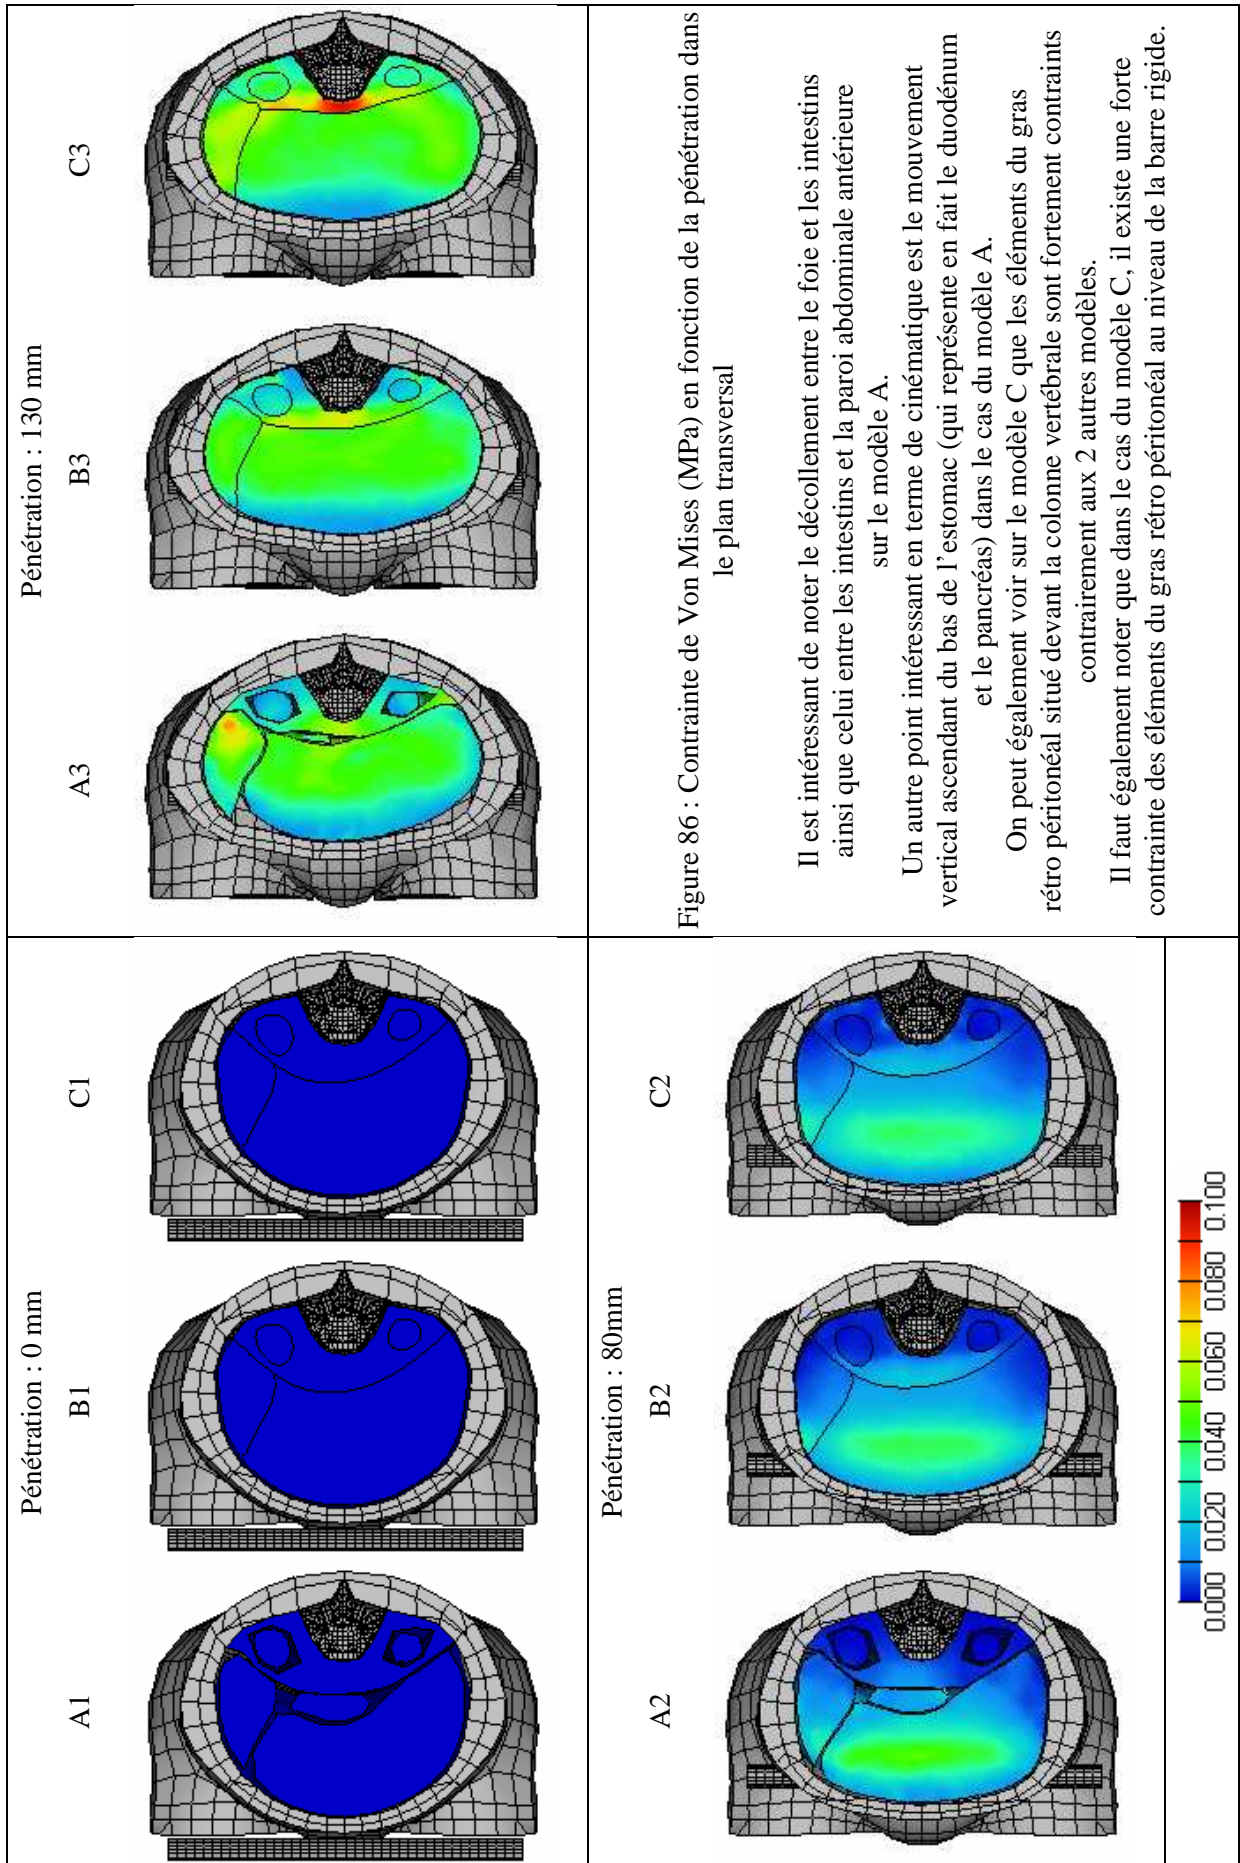 Pénétration : 0 mm
A1 B1 C1
Pénétration : 130 mm
A3 B3 C3
Pénétration : 80mm
A2 B2 C2
0.000 0.020 0.040 0.060 0.080 0.100
Figure 86 : Contrainte de Von Mises (MPa) en fonction de la pénétration dans
le plan transversal
Il est intéressant de noter le décollement entre le foie et les intestins
ainsi que celui entre les intestins et la paroi abdominale antérieure
sur le modèle A.
Un autre point intéressant en terme de cinématique est le mouvement
vertical ascendant du bas de l'estomac (qui représente en fait le duodénum
et le pancréas) dans le cas du modèle A.
On peut également voir sur le modèle C que les éléments du gras
rétro péritonéal situé devant la colonne vertébrale sont fortement contraints
contrairement aux 2 autres modèles.
Il faut également noter que dans le cas du modèle C, il existe une forte
contrainte des éléments du gras rétro péritonéal au niveau de la barre rigide.